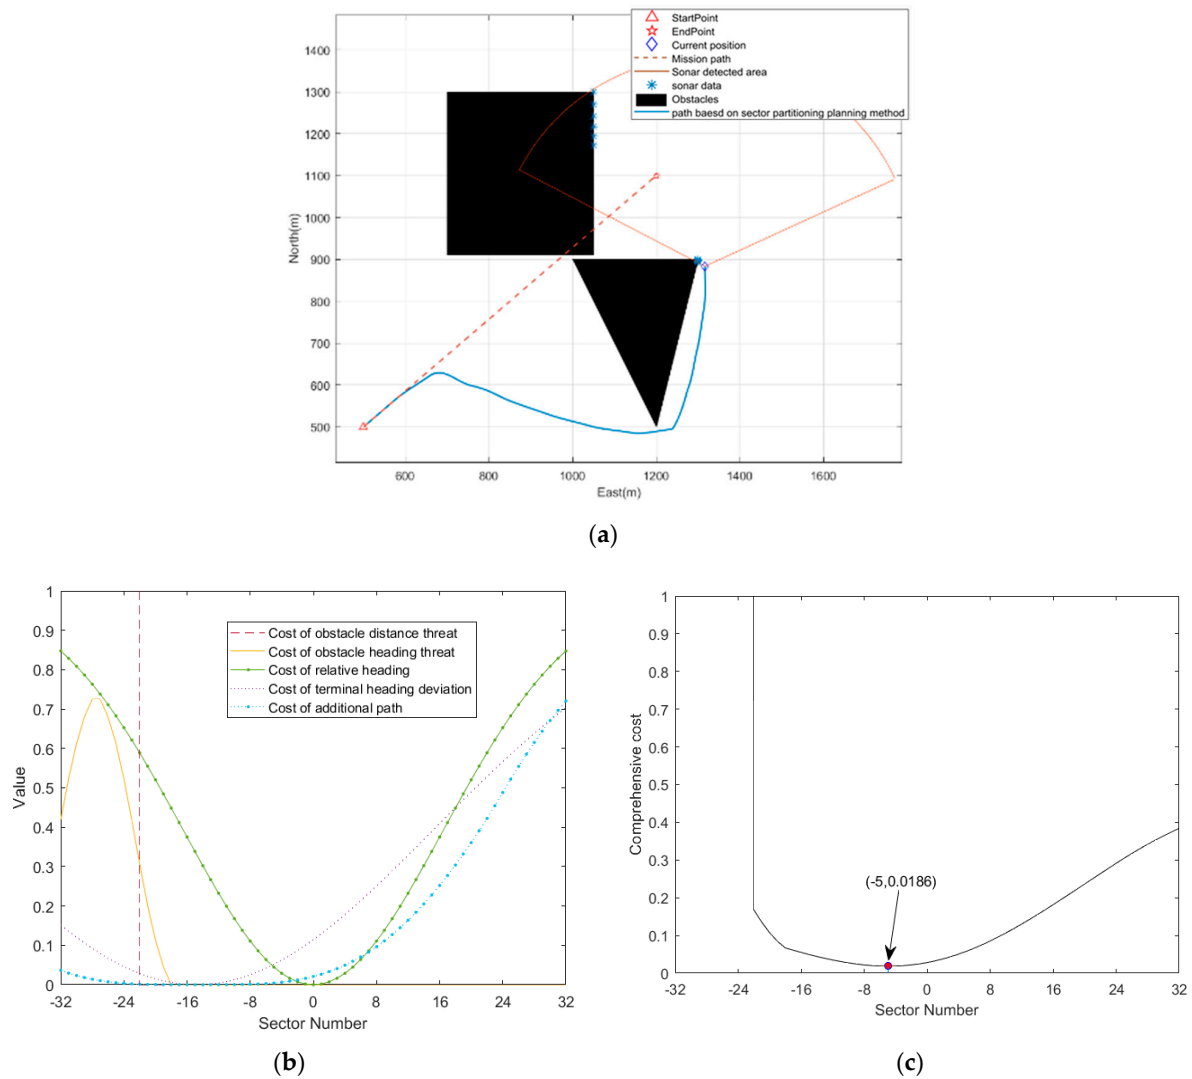 StartPoint
EndPoint
Current position
Mission path
Sonar detected area
sonar data
Obstacles
path baesd on sector partitioning planning method
1400
1300
1200
1100
1000
900
800
700
600
500
North(m)
600
800
1000
1200
1400
1600
East(m)
(a)
1
0.9
0.8
0.7
0.6
0.5
0.4
0.3
0.2
0.1
0
Value
Cost of obstacle distance threat
Cost of obstacle heading threat
Cost of relative heading
Cost of terminal heading deviation
Cost of additional path
-32
-24
-16
-8
0
8
16
24
32
Sector Number
(b)
1
0.9
0.8
0.7
0.6
0.5
0.4
0.3
0.2
0.1
0
Comprehensive cost
(-5,0.0186)
-32
-24
-16
-8
0
8
16
24
32
Sector Number
(c)